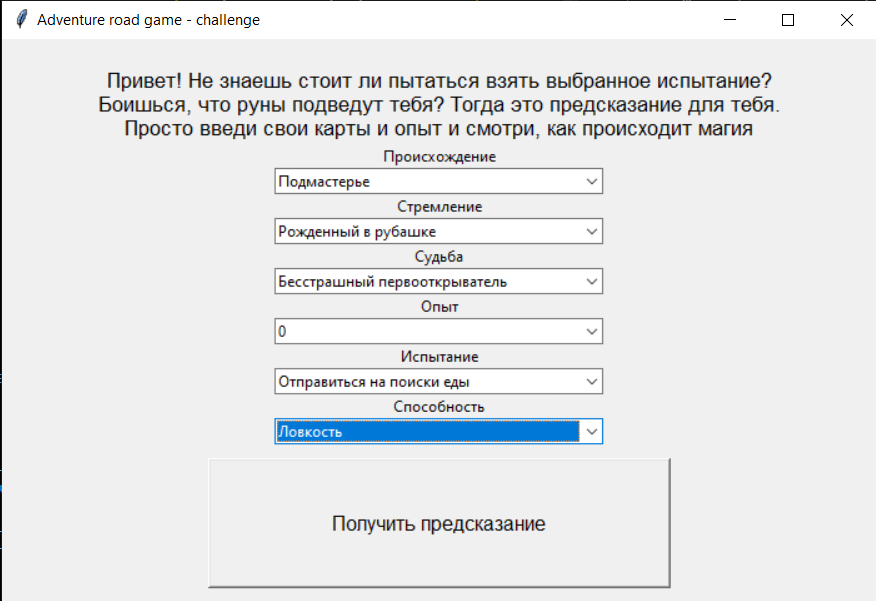 Adventure road game - challenge
Привет! Не знаешь стоит ли пытаться взять выбранное испытание?
Боишься, что руны подведут тебя? Тогда это предсказание для тебя.
Просто введи свои карты и опыт и смотри, как происходит магия
Происхождение
Подмастерье
Стремление
Рожденный в рубашке
Судьба
Бесстрашный первооткрыватель
Опыт
0
Испытание
Отправиться на поиски еды
Способность
Ловкость
Получить предсказание